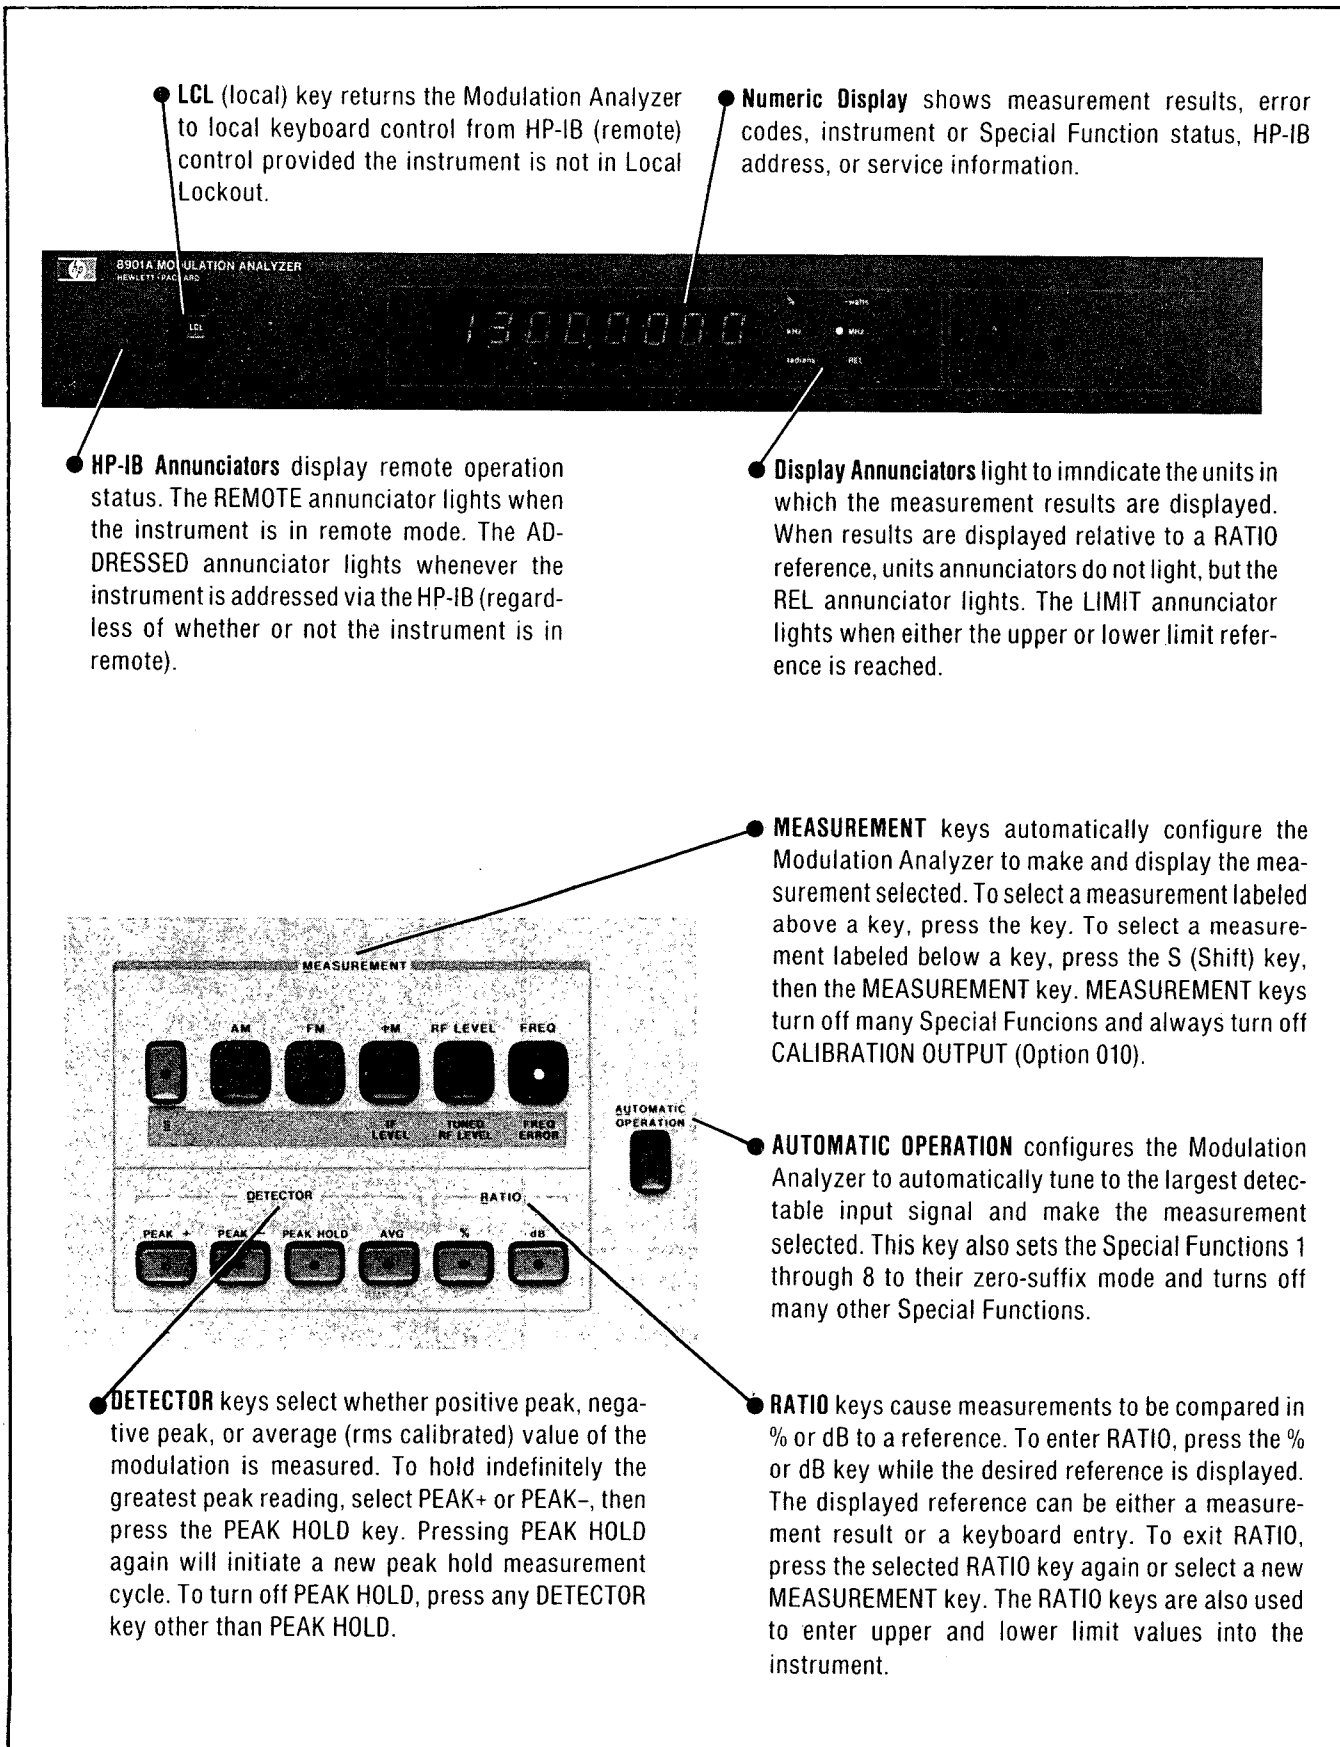 LCL (local) key returns the Modulation Analyzer
to local keyboard control from HP-IB (remote)
control provided the instrument is not in Local
Lockout.
Numeric Display shows measurement results, error
codes, instrument or Special Function status, HP-IB
address, or service information.
hp
8901A MODULATION ANALYZER
HEWLETT·PACKARD
LCL
1300.0000
% watts
kHz MHz
radians REL
HP-IB Annunciators display remote operation
status. The REMOTE annunciator lights when
the instrument is in remote mode. The AD-
DRESSED annunciator lights whenever the
instrument is addressed via the HP-IB (regard-
less of whether or not the instrument is in
remote).
Display Annunciators light to imndicate the units in
which the measurement results are displayed.
When results are displayed relative to a RATIO
reference, units annunciators do not light, but the
REL annunciator lights. The LIMIT annunciator
lights when either the upper or lower limit refer-
ence is reached.
MEASUREMENT keys automatically configure the
Modulation Analyzer to make and display the mea-
surement selected. To select a measurement labeled
above a key, press the key. To select a measure-
ment labeled below a key, press the S (Shift) key,
then the MEASUREMENT key. MEASUREMENT keys
turn off many Special Funcions and always turn off
CALIBRATION OUTPUT (Option 010).
MEASUREMENT
AM FM ΦM RF LEVEL FREQ
S IF LEVEL TUNED RF LEVEL FREQ ERROR
AUTOMATIC
OPERATION
DETECTOR RATIO
PEAK + PEAK – PEAK HOLD AVG % dB
AUTOMATIC OPERATION configures the Modulation
Analyzer to automatically tune to the largest detec-
table input signal and make the measurement
selected. This key also sets the Special Functions 1
through 8 to their zero-suffix mode and turns off
many other Special Functions.
DETECTOR keys select whether positive peak, nega-
tive peak, or average (rms calibrated) value of the
modulation is measured. To hold indefinitely the
greatest peak reading, select PEAK+ or PEAK–, then
press the PEAK HOLD key. Pressing PEAK HOLD
again will initiate a new peak hold measurement
cycle. To turn off PEAK HOLD, press any DETECTOR
key other than PEAK HOLD.
RATIO keys cause measurements to be compared in
% or dB to a reference. To enter RATIO, press the %
or dB key while the desired reference is displayed.
The displayed reference can be either a measure-
ment result or a keyboard entry. To exit RATIO,
press the selected RATIO key again or select a new
MEASUREMENT key. The RATIO keys are also used
to enter upper and lower limit values into the
instrument.